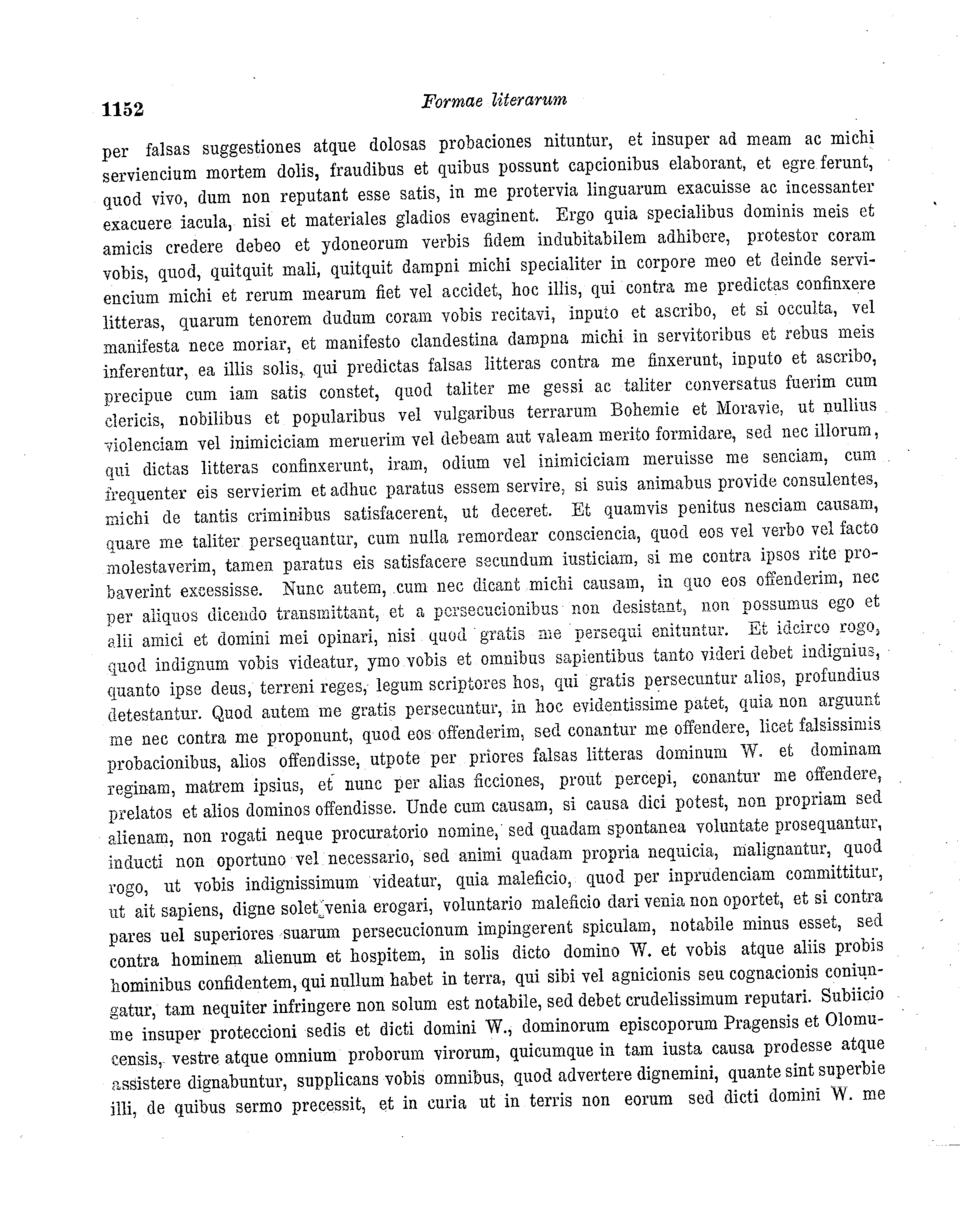 1152
Formae literarum
per falsas suggestiones atque dolosas probaciones nituntur, et insuper ad meam ac michi
serviencium mortem dolis, fraudibus et quibus possunt capcionibus elaborant, et egre ferunt,
quod vivo, dum non reputant esse satis, in me protervia linguarum exacuisse ac incessanter
exacuere iacula, nisi et materiales gladios evaginent. Ergo quia specialibus dominis meis et
amicis credere debeo et ydoneorum verbis fidem indubitabilem adhibere, protestor coram
vobis, quod, quitquit mali, quitquit dampni michi specialiter in corpore meo et deinde servi-
encium michi et rerum mearum fiet vel accidet, hoc illis, qui contra me predictas confinxere
litteras, quarum tenorem dudum coram vobis recitavi, inputo et ascribo, et si occulta, vel
manifesta nece moriar, et manifesto clandestina dampna michi in servitoribus et rebus meis
inferentur, ea illis solis, qui predictas falsas litteras contra me finxerunt, inputo et ascribo,
precipue cum iam satis constet, quod taliter me gessi ac taliter conversatus fuerim cum
clericis, nobilibus et popularibus vel vulgaribus terrarum Bohemie et Moravie, ut nullius
violenciam vel inimiciciam meruerim vel debeam aut valeam merito formidare, sed nec illorum,
qui dictas litteras confinxerunt, iram, odium vel inimiciciam meruisse me senciam, cum
frequenter eis servierim et adhuc paratus essem servire, si suis animabus provide consulentes,
michi de tantis criminibus satisfacerent, ut deceret. Et quamvis penitus nesciam causam,
quare me taliter persequantur, cum nulla remordear consciencia, quod eos vel verbo vel facto
molestaverim, tamen paratus eis satisfacere secundum iusticiam, si me contra ipsos rite pro-
baverint excessisse. Nunc autem, cum nec dicant michi causam, in quo eos offenderim, nec
per aliquos dicendo transmittant, et a persecucionibus non desistant, non possumus ego et
alii amici et domini mei opinari, nisi quod gratis me persequi enituntur. Et idcirco rogo,
quod indignum vobis videatur, ymo vobis et omnibus sapientibus tanto videri debet indignius,
quanto ipse deus, terreni reges, legum scriptores hos, qui gratis persecuntur alios, profundius
detestantur. Quod autem me gratis persecuntur, in hoc evidentissime patet, quia non arguunt
me nec contra me proponunt, quod eos offenderim, sed conantur me offendere, licet falsissimis
probacionibus, alios offendisse, utpote per priores falsas litteras dominum W. et dominam
reginam, matrem ipsius, et nunc per alias ficciones, prout percepi, conantur me offendere,
prelatos et alios dominos offendisse. Unde cum causam, si causa dici potest, non propriam sed
alienam, non rogati neque procuratorio nomine, sed quadam spontanea voluntate prosequantur,
inducti non oportuno vel necessario, sed animi quadam propria nequicia, malignantur, quod
rogo, ut vobis indignissimum videatur, quia maleficio, quod per inprudenciam committitur,
ut ait sapiens, digne solet venia erogari, voluntario maleficio dari venia non oportet, et si contra
pares uel superiores suarum persecucionum impingerent spiculam, notabile minus esset, sed
contra hominem alienum et hospitem, in solis dicto domino W. et vobis atque aliis probis
hominibus confidentem, qui nullum habet in terra, qui sibi vel agnicionis seu cognacionis coniun-
gatur, tam nequiter infringere non solum est notabile, sed debet crudelissimum reputari. Subiicio
me insuper proteccioni sedis et dicti domini W., dominorum episcoporum Pragensis et Olomu-
censis, vestre atque omnium proborum virorum, quicumque in tam iusta causa prodesse atque
assistere dignabuntur, supplicans vobis omnibus, quod advertere dignemini, quante sint superbie
illi, de quibus sermo precessit, et in curia ut in terris non eorum sed dicti domini W. me